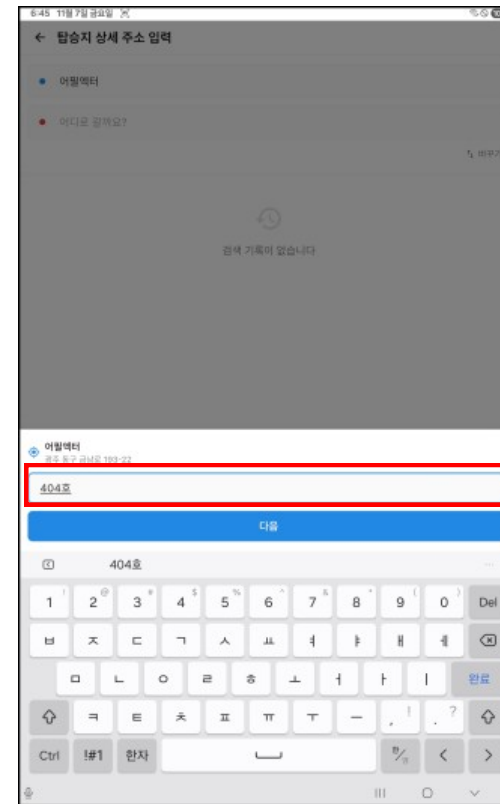 6:45 11월 7일 금요일
← 탑승지 상세 주소 입력
어필엑터
어디로 갈까요?
↑↓ 바꾸기
검색 기록이 없습니다
어필엑터
광주 동구 금남로 193-22
404호
다음
404호 ...
1 ! 2 @ 3 # 4 $ 5 % 6 ^ 7 & 8 * 9 ( 0 ) Del
ㅂ ㅈ ㄷ ㄱ ㅅ ㅛ ㅕ ㅑ ㅐ ㅔ
ㅁ ㄴ ㅇ ㄹ ㅎ ㅗ ㅓ ㅏ ㅣ 완료
ㅋ ㅌ ㅊ ㅍ ㅠ ㅜ ㅡ , ! . ?
Ctrl !#1 한자 한/영 < >